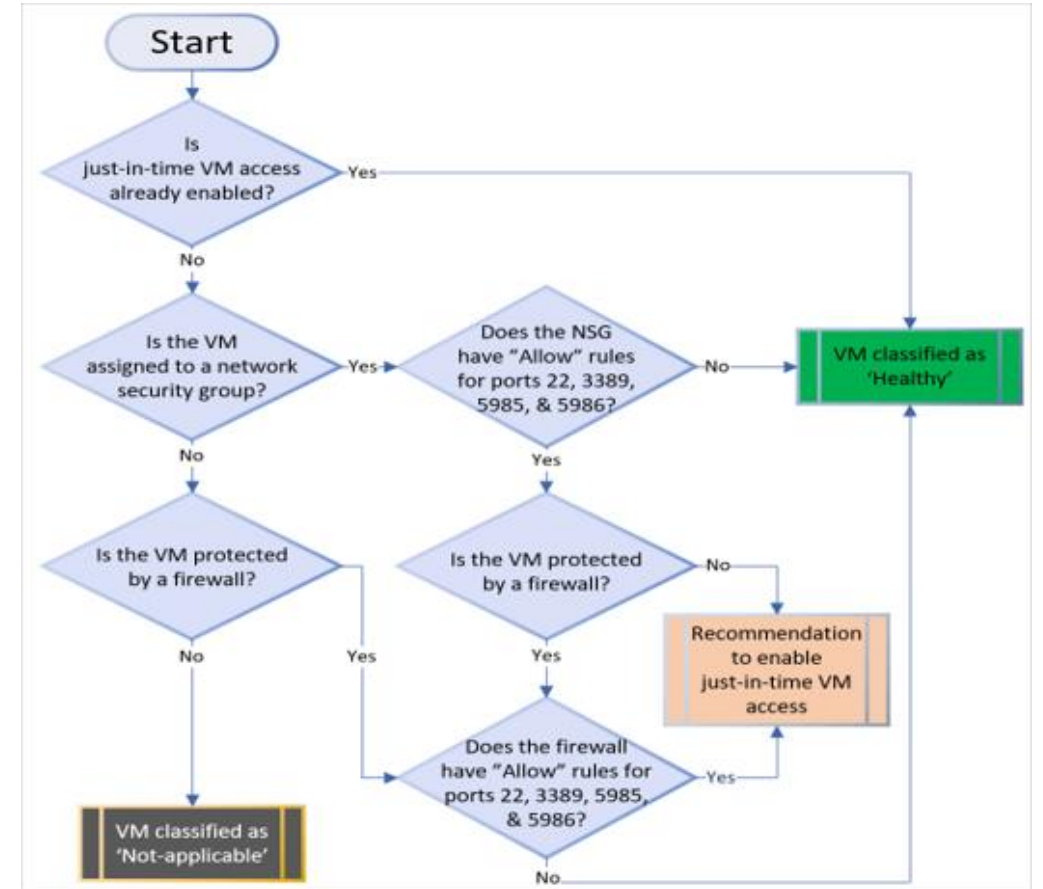 Start
Is
just-in-time VM access
already enabled?
Yes
No
Is the VM
assigned to a network
security group?
Yes
Does the NSG
have "Allow" rules
for ports 22, 3389,
5985, & 5986?
No
VM classified as
‘Healthy’
No
Yes
Is the VM protected
by a firewall?
Is the VM protected
by a firewall?
No
Recommendation
to enable
just-in-time VM
access
No
Yes
Yes
Does the firewall
have "Allow" rules for
ports 22, 3389, 5985,
& 5986?
Yes
VM classified as
‘Not-applicable’
No